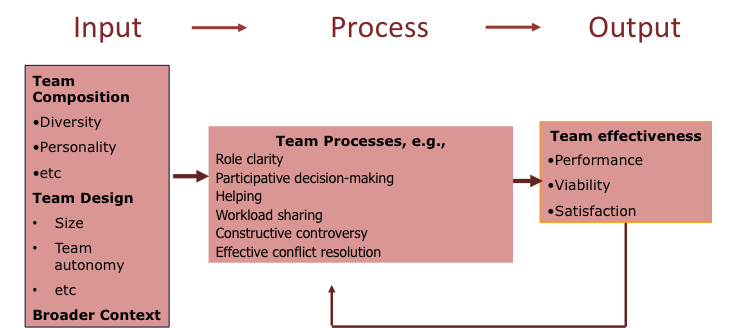 Input
Process
Output
Team
Composition
•Diversity
•Personality
•etc
Team Design
• Size
• Team
autonomy
• etc
Broader Context
Team Processes, e.g.,
Role clarity
Participative decision-making
Helping
Workload sharing
Constructive controversy
Effective conflict resolution
Team effectiveness
•Performance
•Viability
•Satisfaction